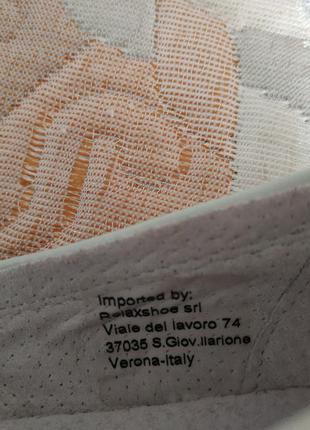 Imported by:
Relaxshoe srl
Viale del lavoro 74
37035 S.Giov.Ilarione
Verona-Italy